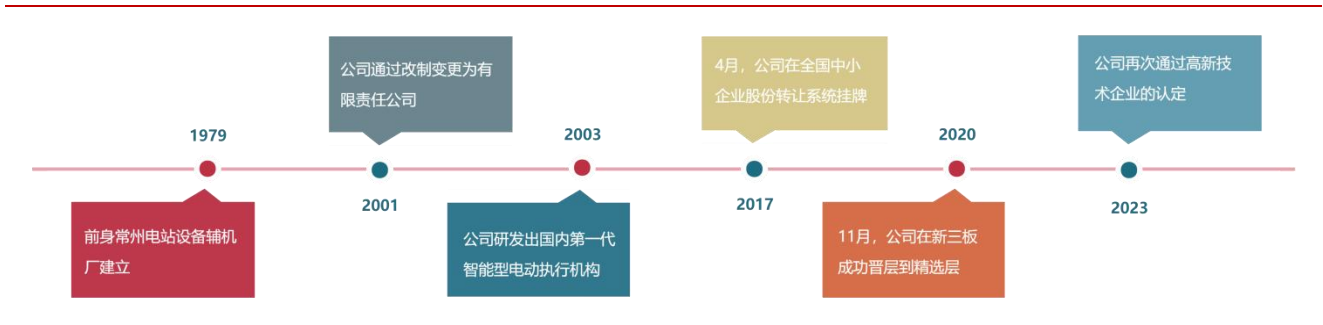 公司通过改制变更为有
限责任公司
4月，公司在全国中小
企业股份转让系统挂牌
公司再次通过高新技
术企业的认定
1979
2003
2020
2001
2017
2023
前身常州电站设备辅机
厂建立
公司研发出国内第一代
智能型电动执行机构
11月，公司在新三板
成功晋层到精选层